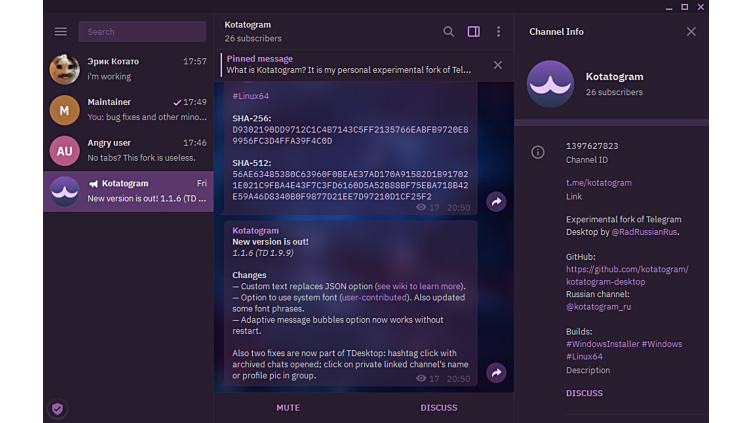 Search
Эрик Котато 17:57
i'm working
M
Maintainer 17:49
You: bug fixes and other mino...
AU
Angry user 17:46
No tabs? This fork is useless.
Kotatogram Fri
New version is out! 1.1.6 (TD ...
Kotatogram
26 subscribers
Pinned message
What is Kotatogram? It is my personal experimental fork of Tel...
#Linux64
SHA-256:
D9302190DD9712C1C4B7143C5FF2135766EABFB9720E8
9956FC3D4FFA39F4C0D
SHA-512:
56AE63485380C63960F0BEAE37AD170A91582D1B91702
1E021C9FBA4E43F7C3FD6160D5A52B88BF75EBA718B42
E59A46D8340B0F9877D21EE7D97210D1CF25F2
17 20:50
Kotatogram
New version is out!
1.1.6 (TD 1.9.9)
Changes
— Custom text replaces JSON option (see wiki to learn more).
— Option to use system font (user-contributed). Also updated
some font phrases.
— Adaptive message bubbles option now works without
restart.
Also two fixes are now part of TDesktop: hashtag click with
archived chats opened; click on private linked channel's name
or profile pic in group.
17 20:50
MUTE DISCUSS
Channel Info
Kotatogram
26 subscribers
1397627823
Channel ID
t.me/kotatogram
Link
Experimental fork of Telegram
Desktop by @RadRussianRus.
GitHub:
https://github.com/kotatogram/
kotatogram-desktop
Russian channel:
@kotatogram_ru
Builds:
#WindowsInstaller #Windows
#Linux64
Description
DISCUSS